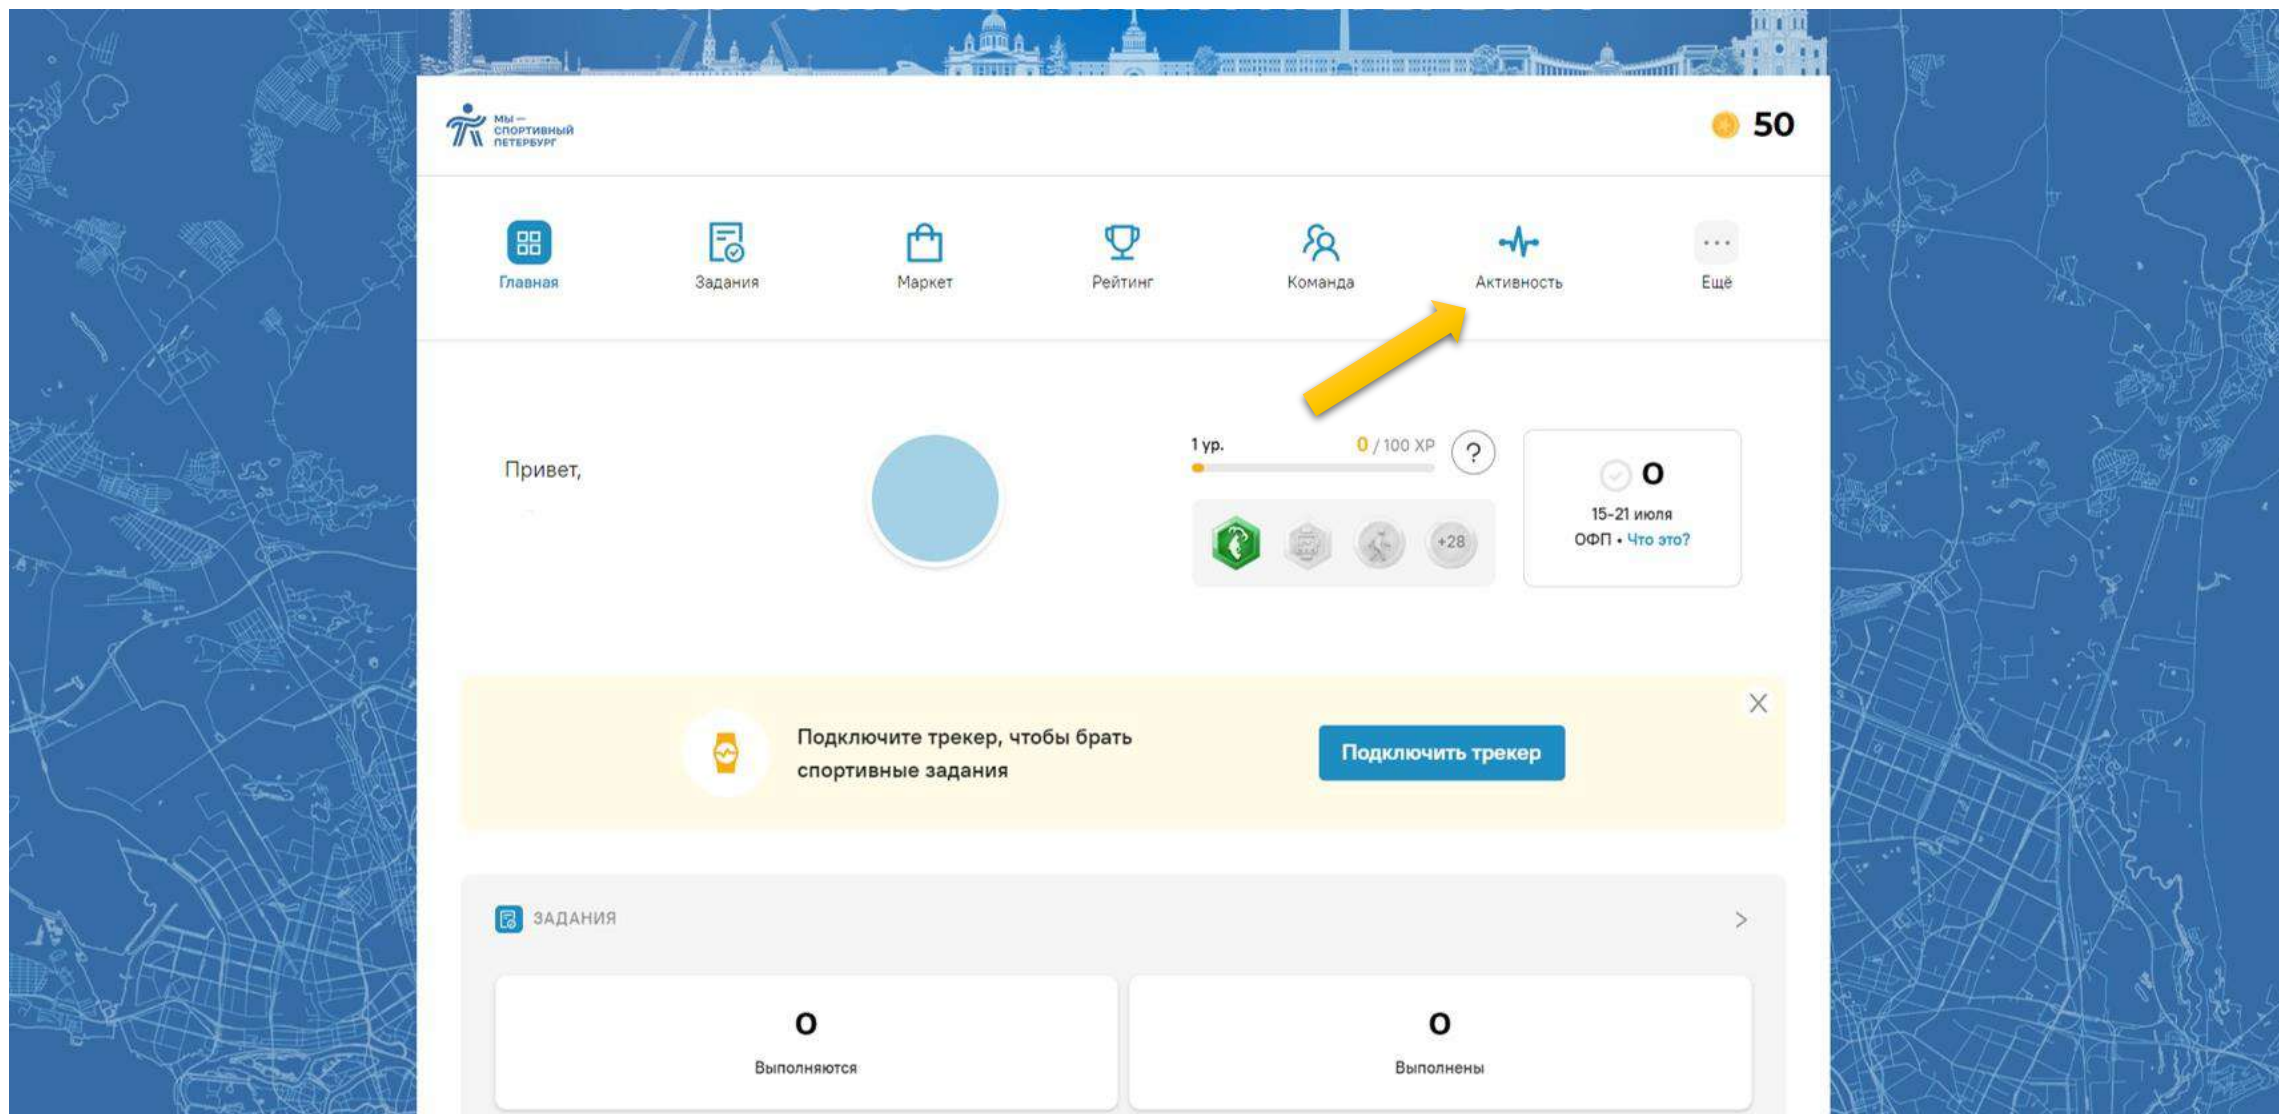 МЫ —
СПОРТИВНЫЙ
ПЕТЕРБУРГ
50
Главная
Задания
Маркет
Рейтинг
Команда
Активность
Ещё
Привет,
1 ур.
0 / 100 XP
?
+28
0
15-21 июля
ОФП • Что это?
Подключите трекер, чтобы брать
спортивные задания
Подключить трекер
ЗАДАНИЯ
0
Выполняются
0
Выполнены